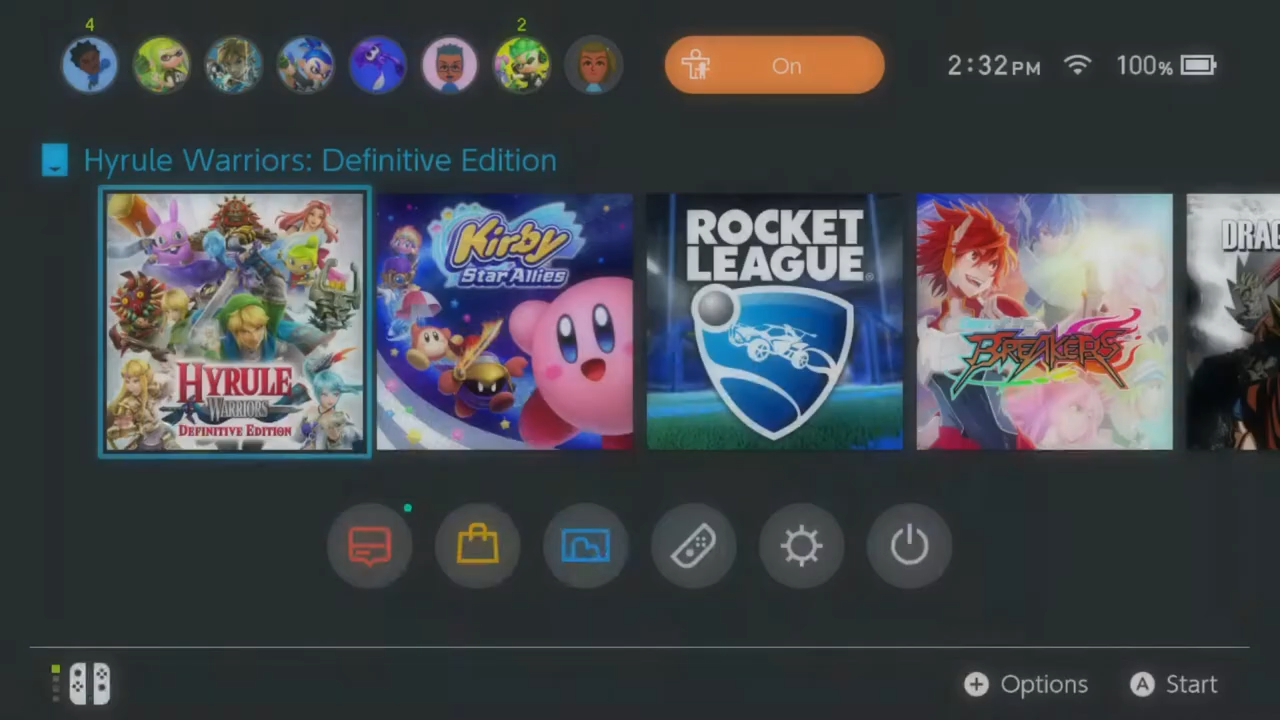 4
2
On
2:32PM
100%
Hyrule Warriors: Definitive Edition
HYRULE
WARRIORS
DEFINITIVE EDITION
Kirby
Star Allies
ROCKET
LEAGUE®
BREAKERS
DRAG
Options
A Start